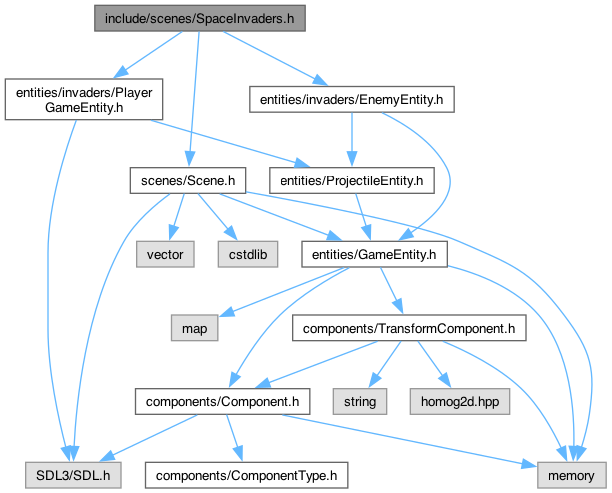 include/scenes/SpaceInvaders.h
entities/invaders/Player
GameEntity.h
entities/invaders/EnemyEntity.h
scenes/Scene.h
entities/ProjectileEntity.h
vector
cstdlib
entities/GameEntity.h
map
components/TransformComponent.h
components/Component.h
string
homog2d.hpp
SDL3/SDL.h
components/ComponentType.h
memory